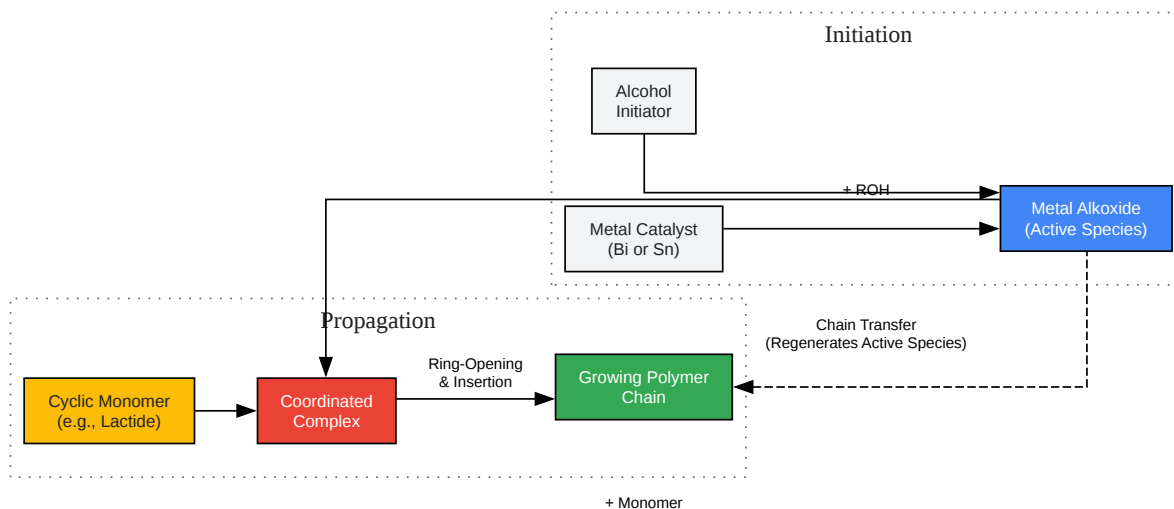 Initiation
Alcohol
Initiator
+ ROH
Metal Alkoxide
(Active Species)
Metal Catalyst
(Bi or Sn)
Propagation
Chain Transfer
(Regenerates Active Species)
Ring-Opening
& Insertion
Cyclic Monomer
(e.g., Lactide)
Coordinated
Complex
Growing Polymer
Chain
+ Monomer